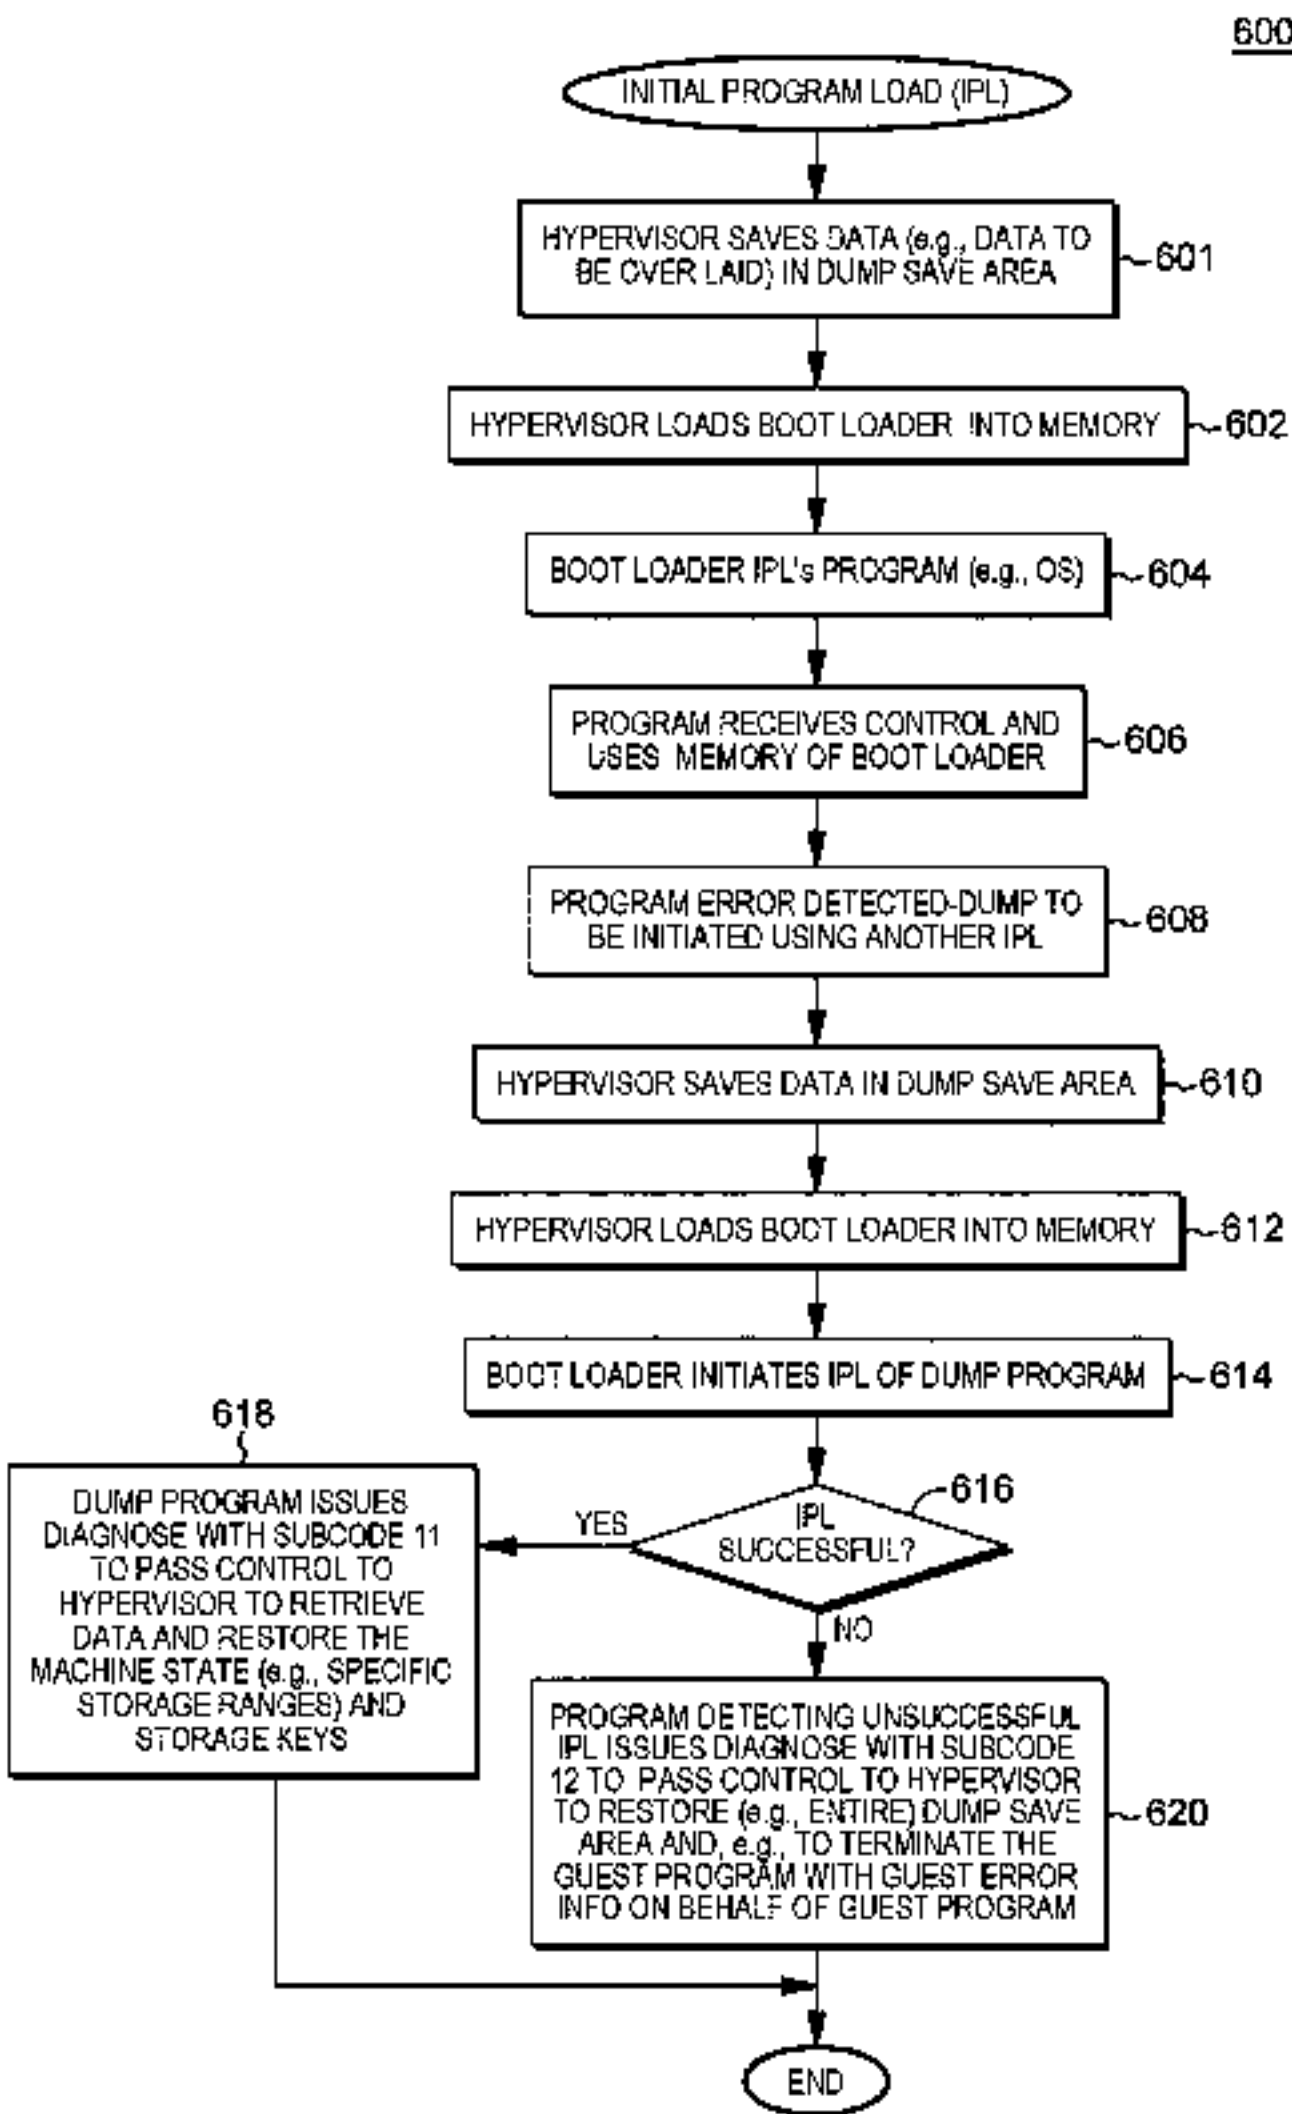 600
INITIAL PROGRAM LOAD (IPL)
HYPERVISOR SAVES DATA (e.g., DATA TO
BE OVER LAID) IN DUMP SAVE AREA
601
HYPERVISOR LOADS BOOT LOADER INTO MEMORY
602
BOOT LOADER IPL's PROGRAM (e.g., OS)
604
PROGRAM RECEIVES CONTROL AND
USES MEMORY OF BOOT LOADER
606
PROGRAM ERROR DETECTED-DUMP TO
BE INITIATED USING ANOTHER IPL
608
HYPERVISOR SAVES DATA IN DUMP SAVE AREA
610
HYPERVISOR LOADS BOOT LOADER INTO MEMORY
612
BOOT LOADER INITIATES IPL OF DUMP PROGRAM
614
616
IPL
SUCCESSFUL?
YES
618
DUMP PROGRAM ISSUES
DIAGNOSE WITH SUBCODE 11
TO PASS CONTROL TO
HYPERVISOR TO RETRIEVE
DATA AND RESTORE THE
MACHINE STATE (e.g., SPECIFIC
STORAGE RANGES) AND
STORAGE KEYS
NO
PROGRAM DETECTING UNSUCCESSFUL
IPL ISSUES DIAGNOSE WITH SUBCODE
12 TO PASS CONTROL TO HYPERVISOR
TO RESTORE (e.g., ENTIRE) DUMP SAVE
AREA AND, e.g., TO TERMINATE THE
GUEST PROGRAM WITH GUEST ERROR
INFO ON BEHALF OF GUEST PROGRAM
620
END